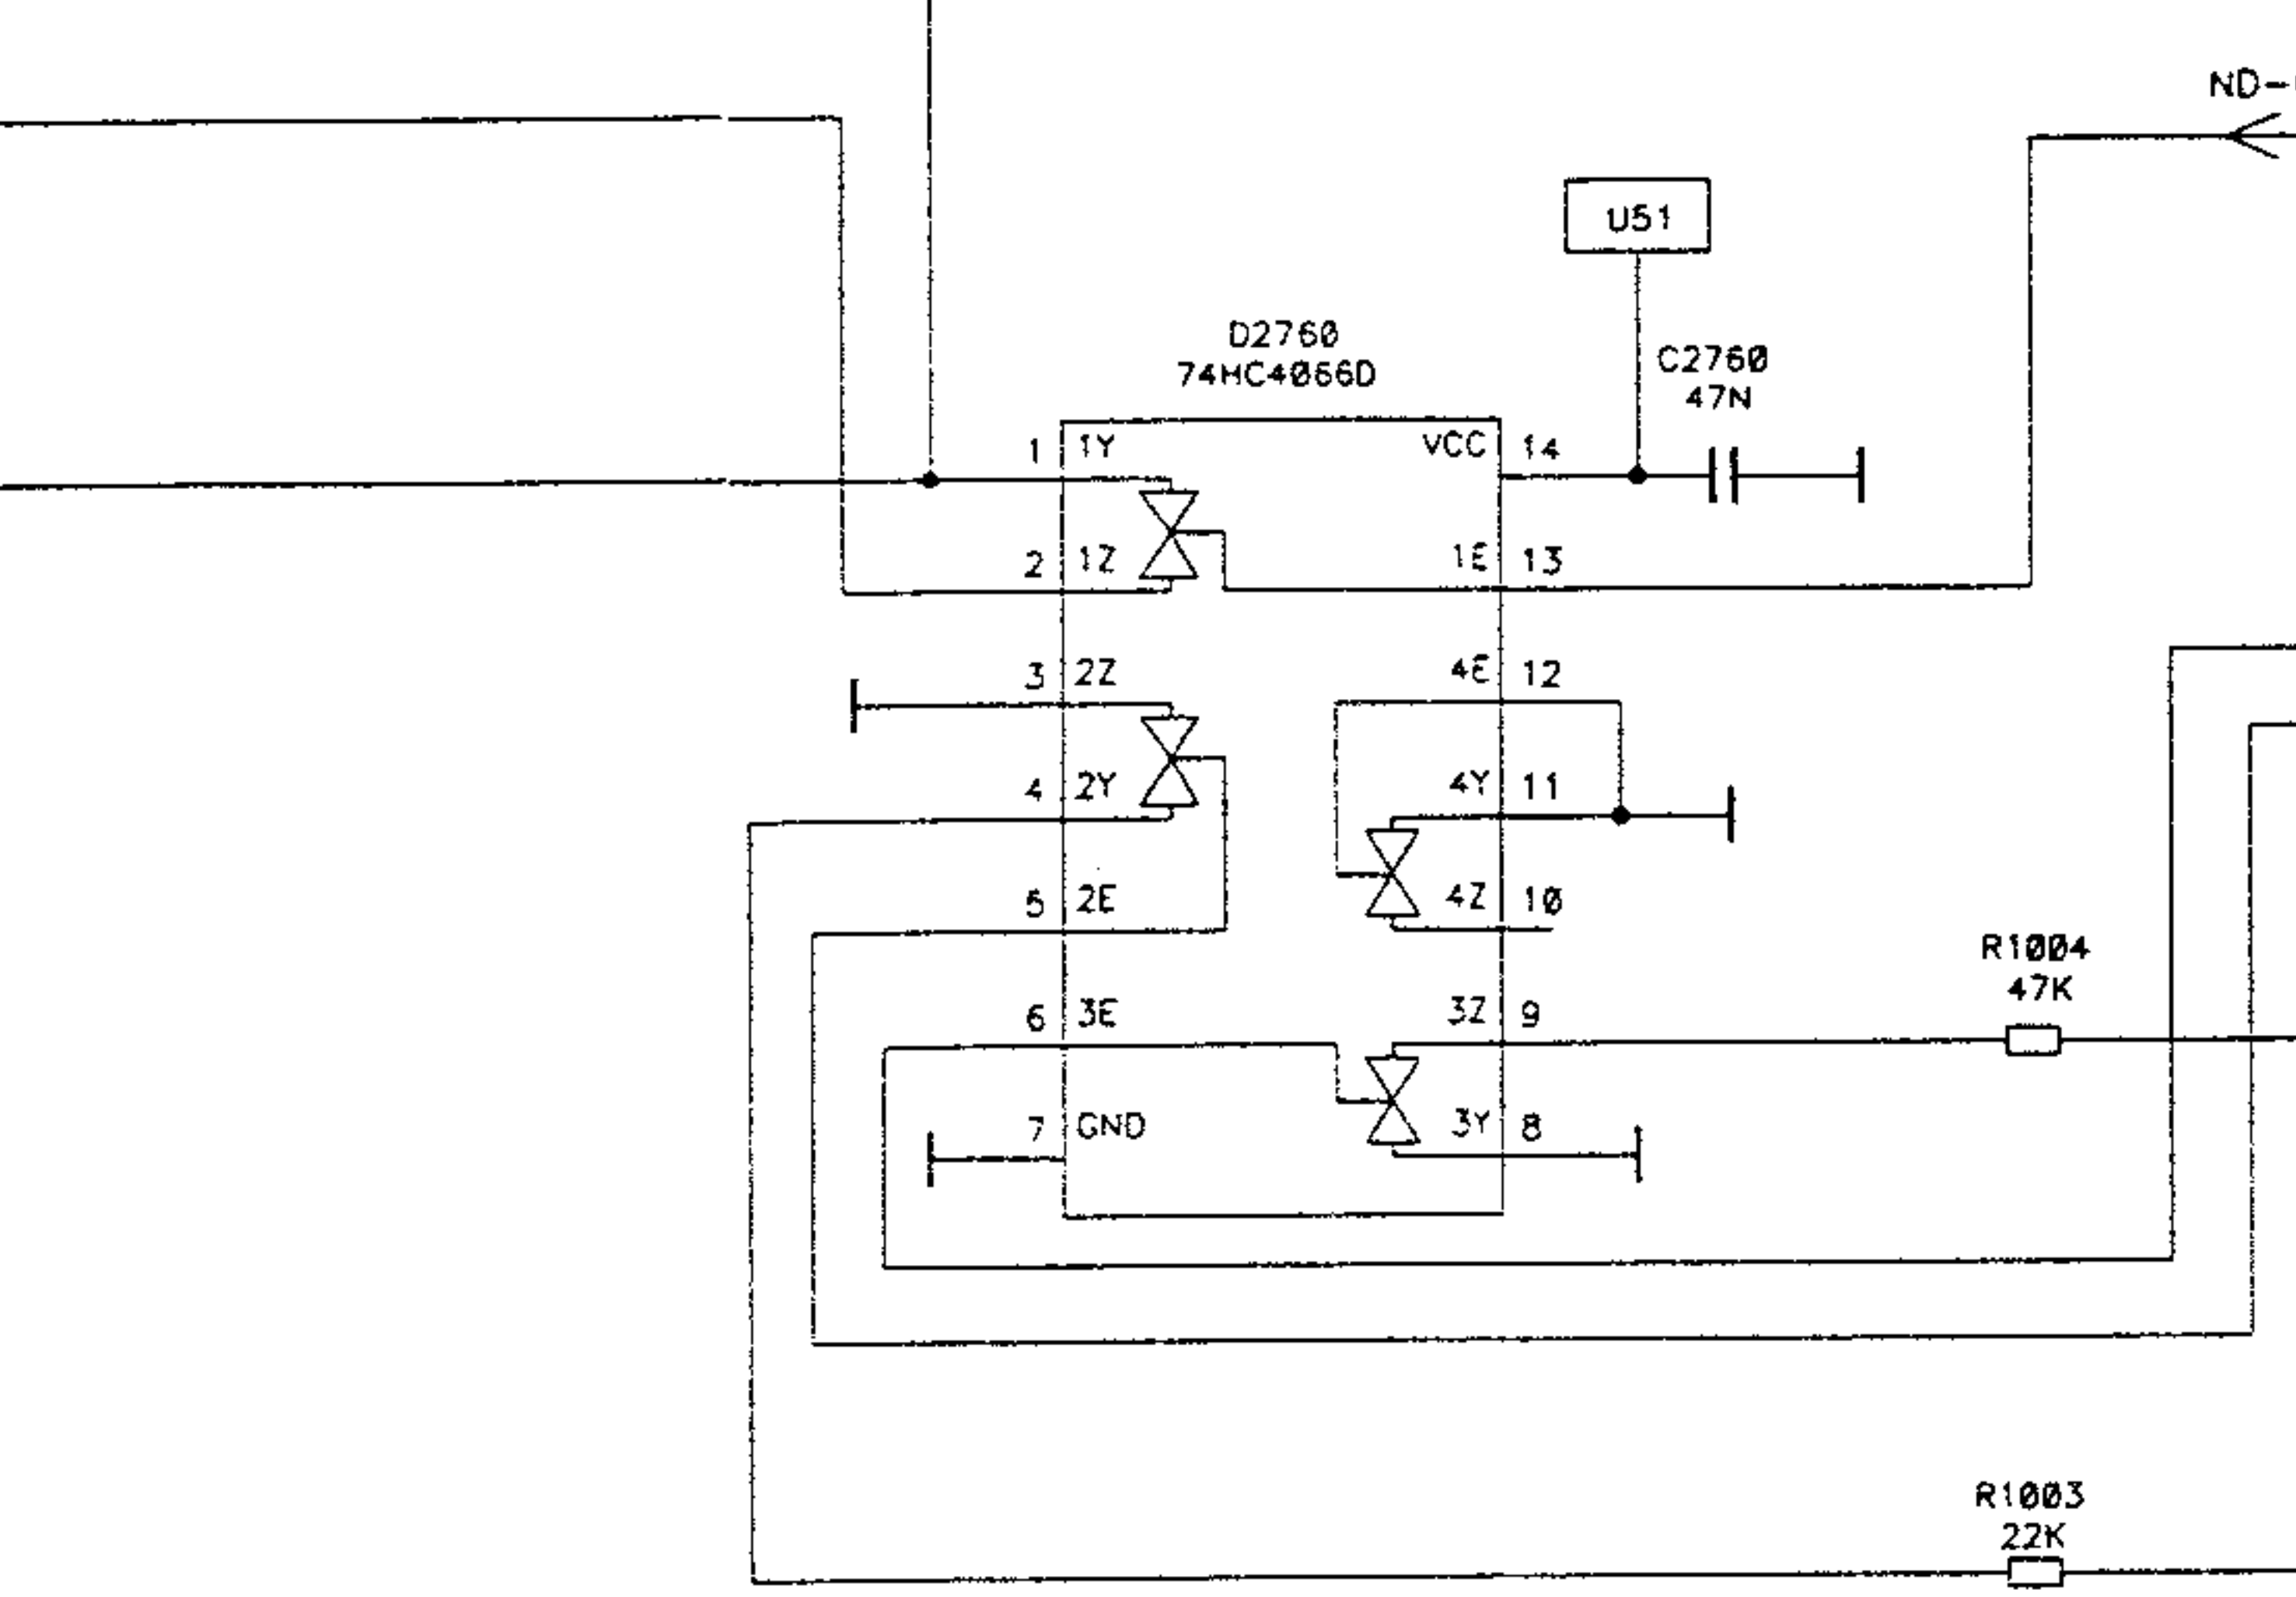 ND-
U51
D2760
74HC4066D
C2760
47N
1 1Y VCC 14
2 1Z 1E 13
3 2Z 4E 12
4 2Y 4Y 11
5 2E 4Z 10
R1004
47K
6 3E 3Z 9
7 GND 3Y 8
R1003
22K